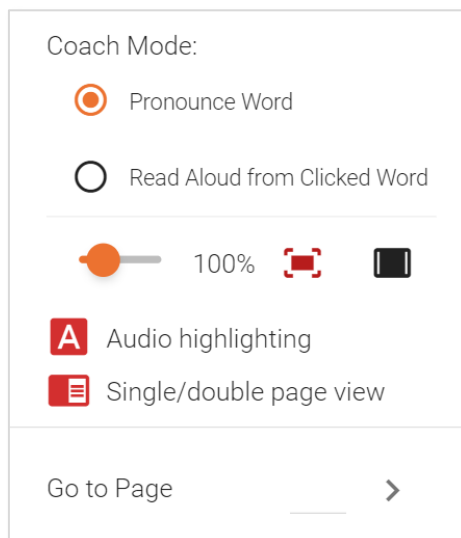 Coach Mode:
Pronounce Word
Read Aloud from Clicked Word
100%
A Audio highlighting
Single/double page view
Go to Page